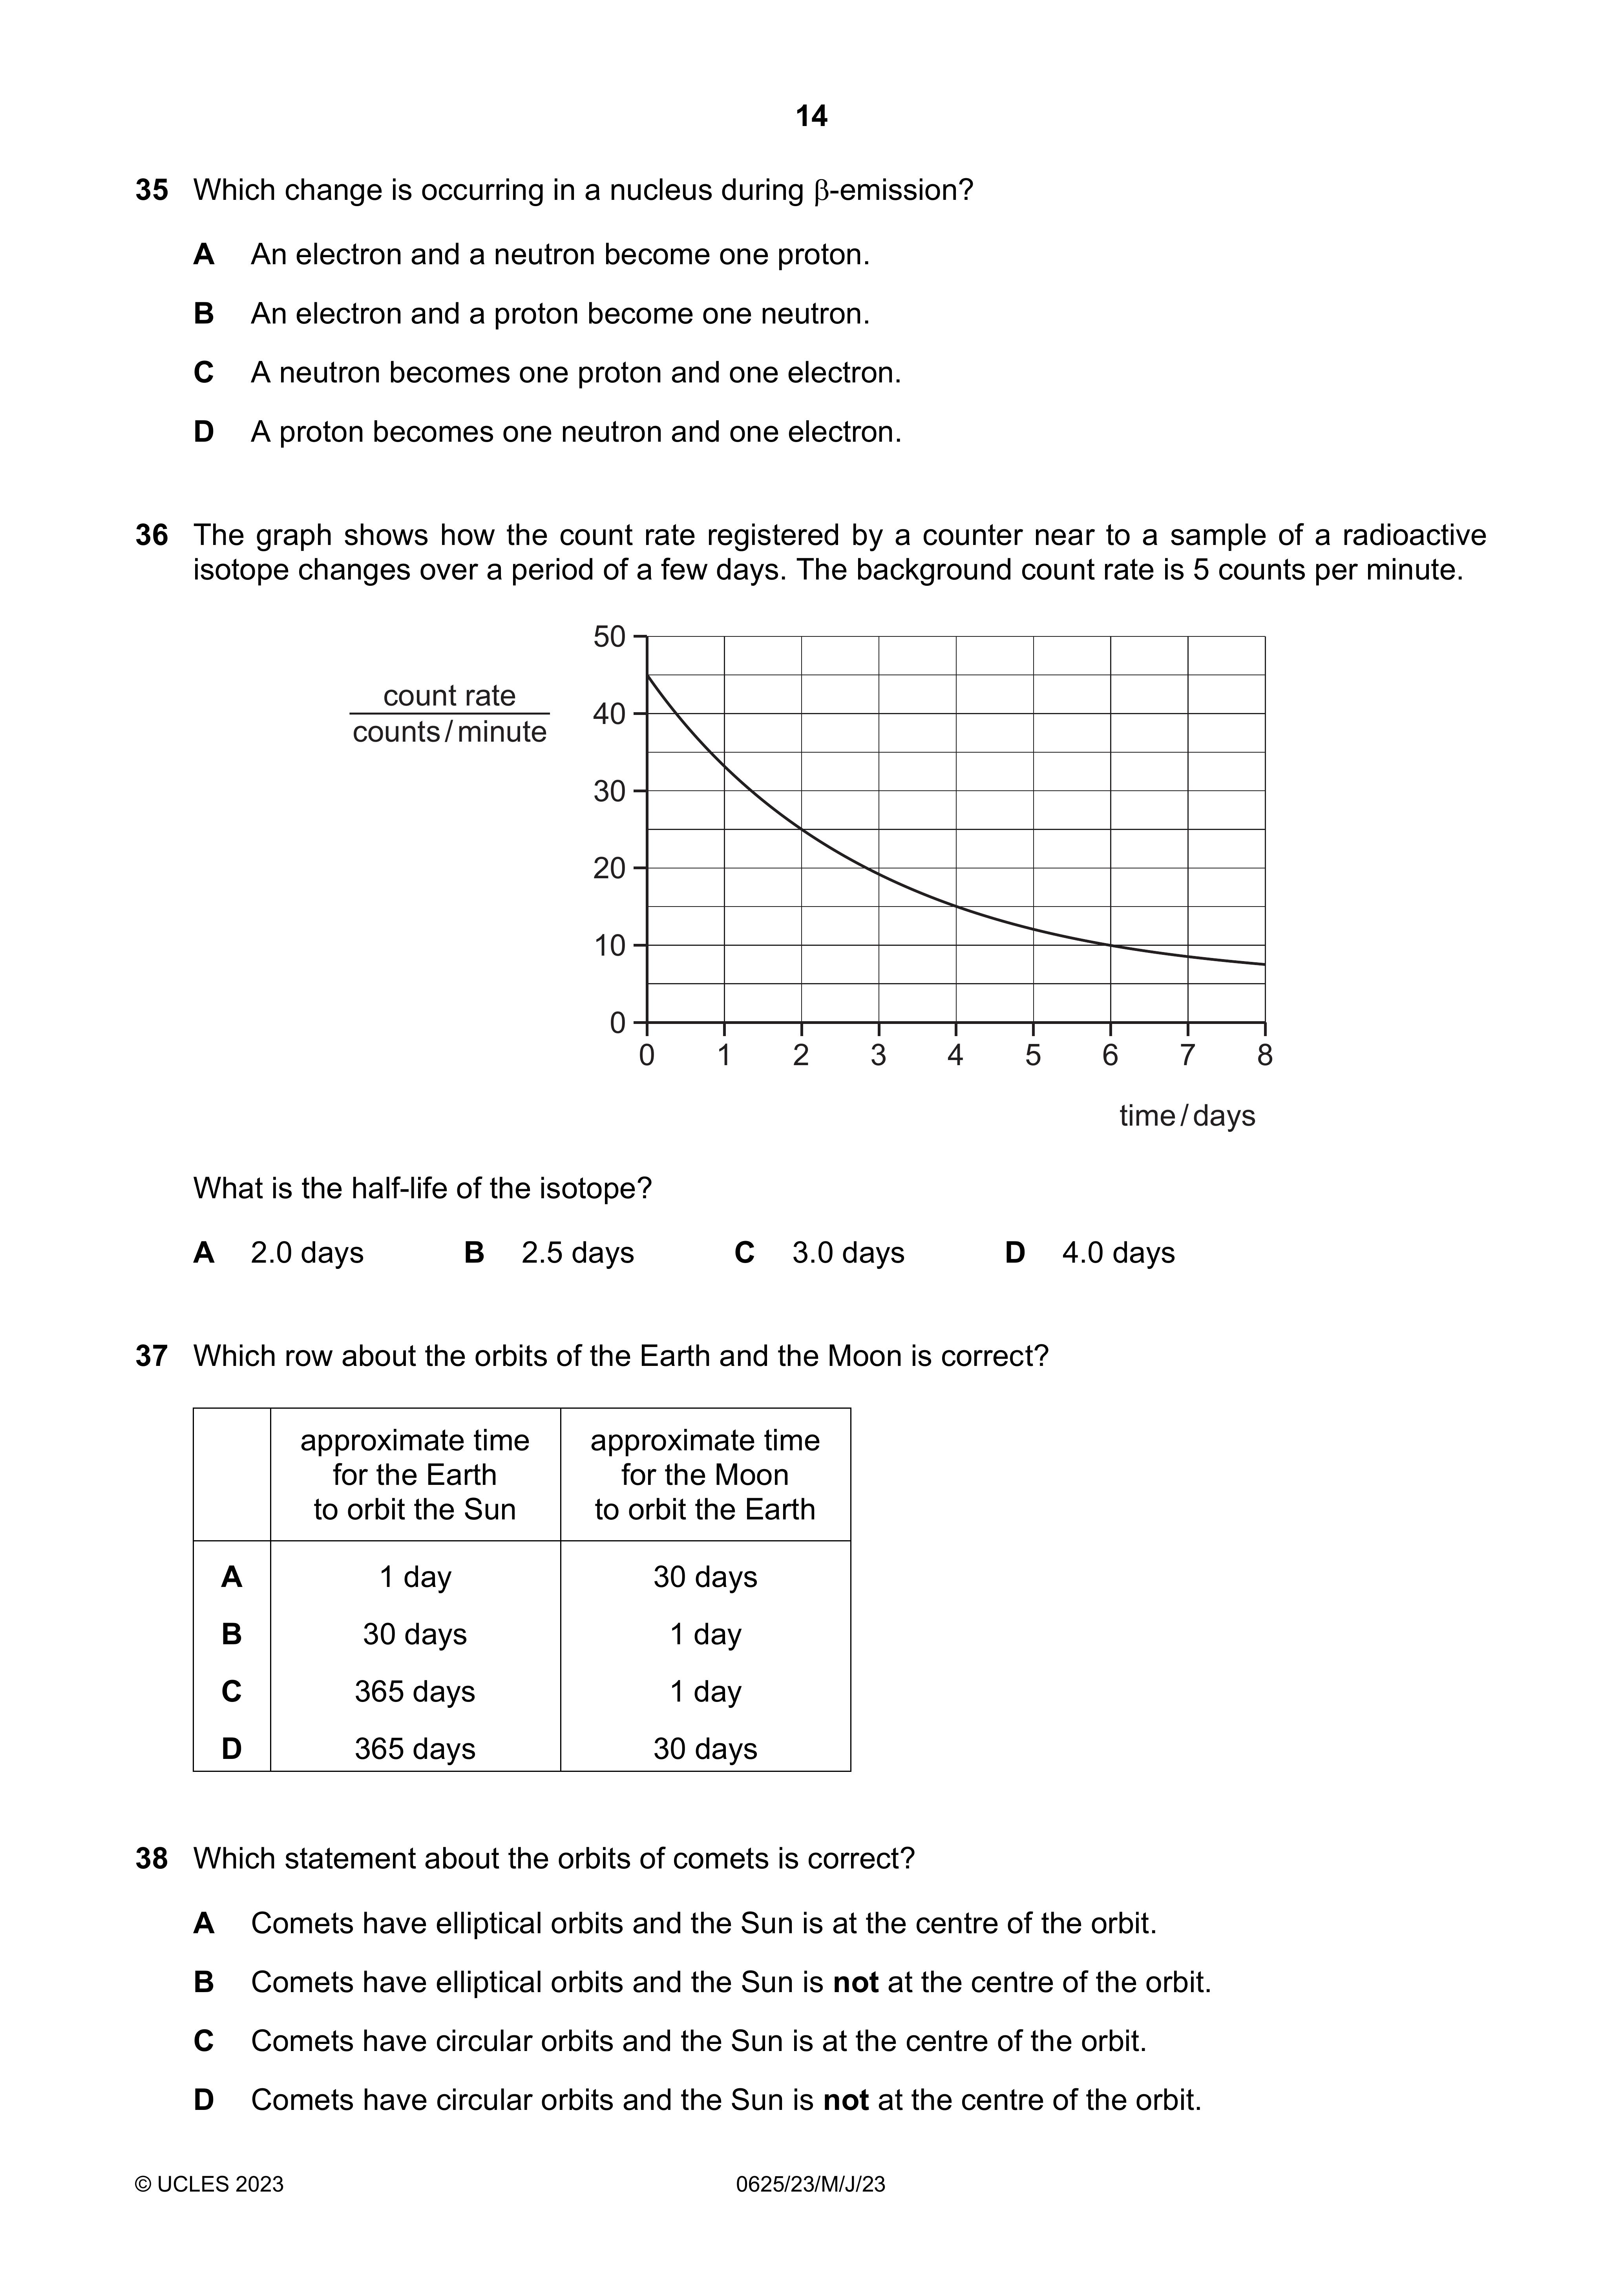 14
35 Which change is occurring in a nucleus during β-emission?
A An electron and a neutron become one proton.
B An electron and a proton become one neutron.
C A neutron becomes one proton and one electron.
D A proton becomes one neutron and one electron.
36 The graph shows how the count rate registered by a counter near to a sample of a radioactive
isotope changes over a period of a few days. The background count rate is 5 counts per minute.
50
count rate
counts / minute
40
30
20
10
0
0 1 2 3 4 5 6 7 8
time / days
What is the half-life of the isotope?
A 2.0 days B 2.5 days C 3.0 days D 4.0 days
37 Which row about the orbits of the Earth and the Moon is correct?
approximate time for the Earth to orbit the Sun
approximate time for the Moon to orbit the Earth
A 1 day 30 days
B 30 days 1 day
C 365 days 1 day
D 365 days 30 days
38 Which statement about the orbits of comets is correct?
A Comets have elliptical orbits and the Sun is at the centre of the orbit.
B Comets have elliptical orbits and the Sun is not at the centre of the orbit.
C Comets have circular orbits and the Sun is at the centre of the orbit.
D Comets have circular orbits and the Sun is not at the centre of the orbit.
© UCLES 2023 0625/23/M/J/23